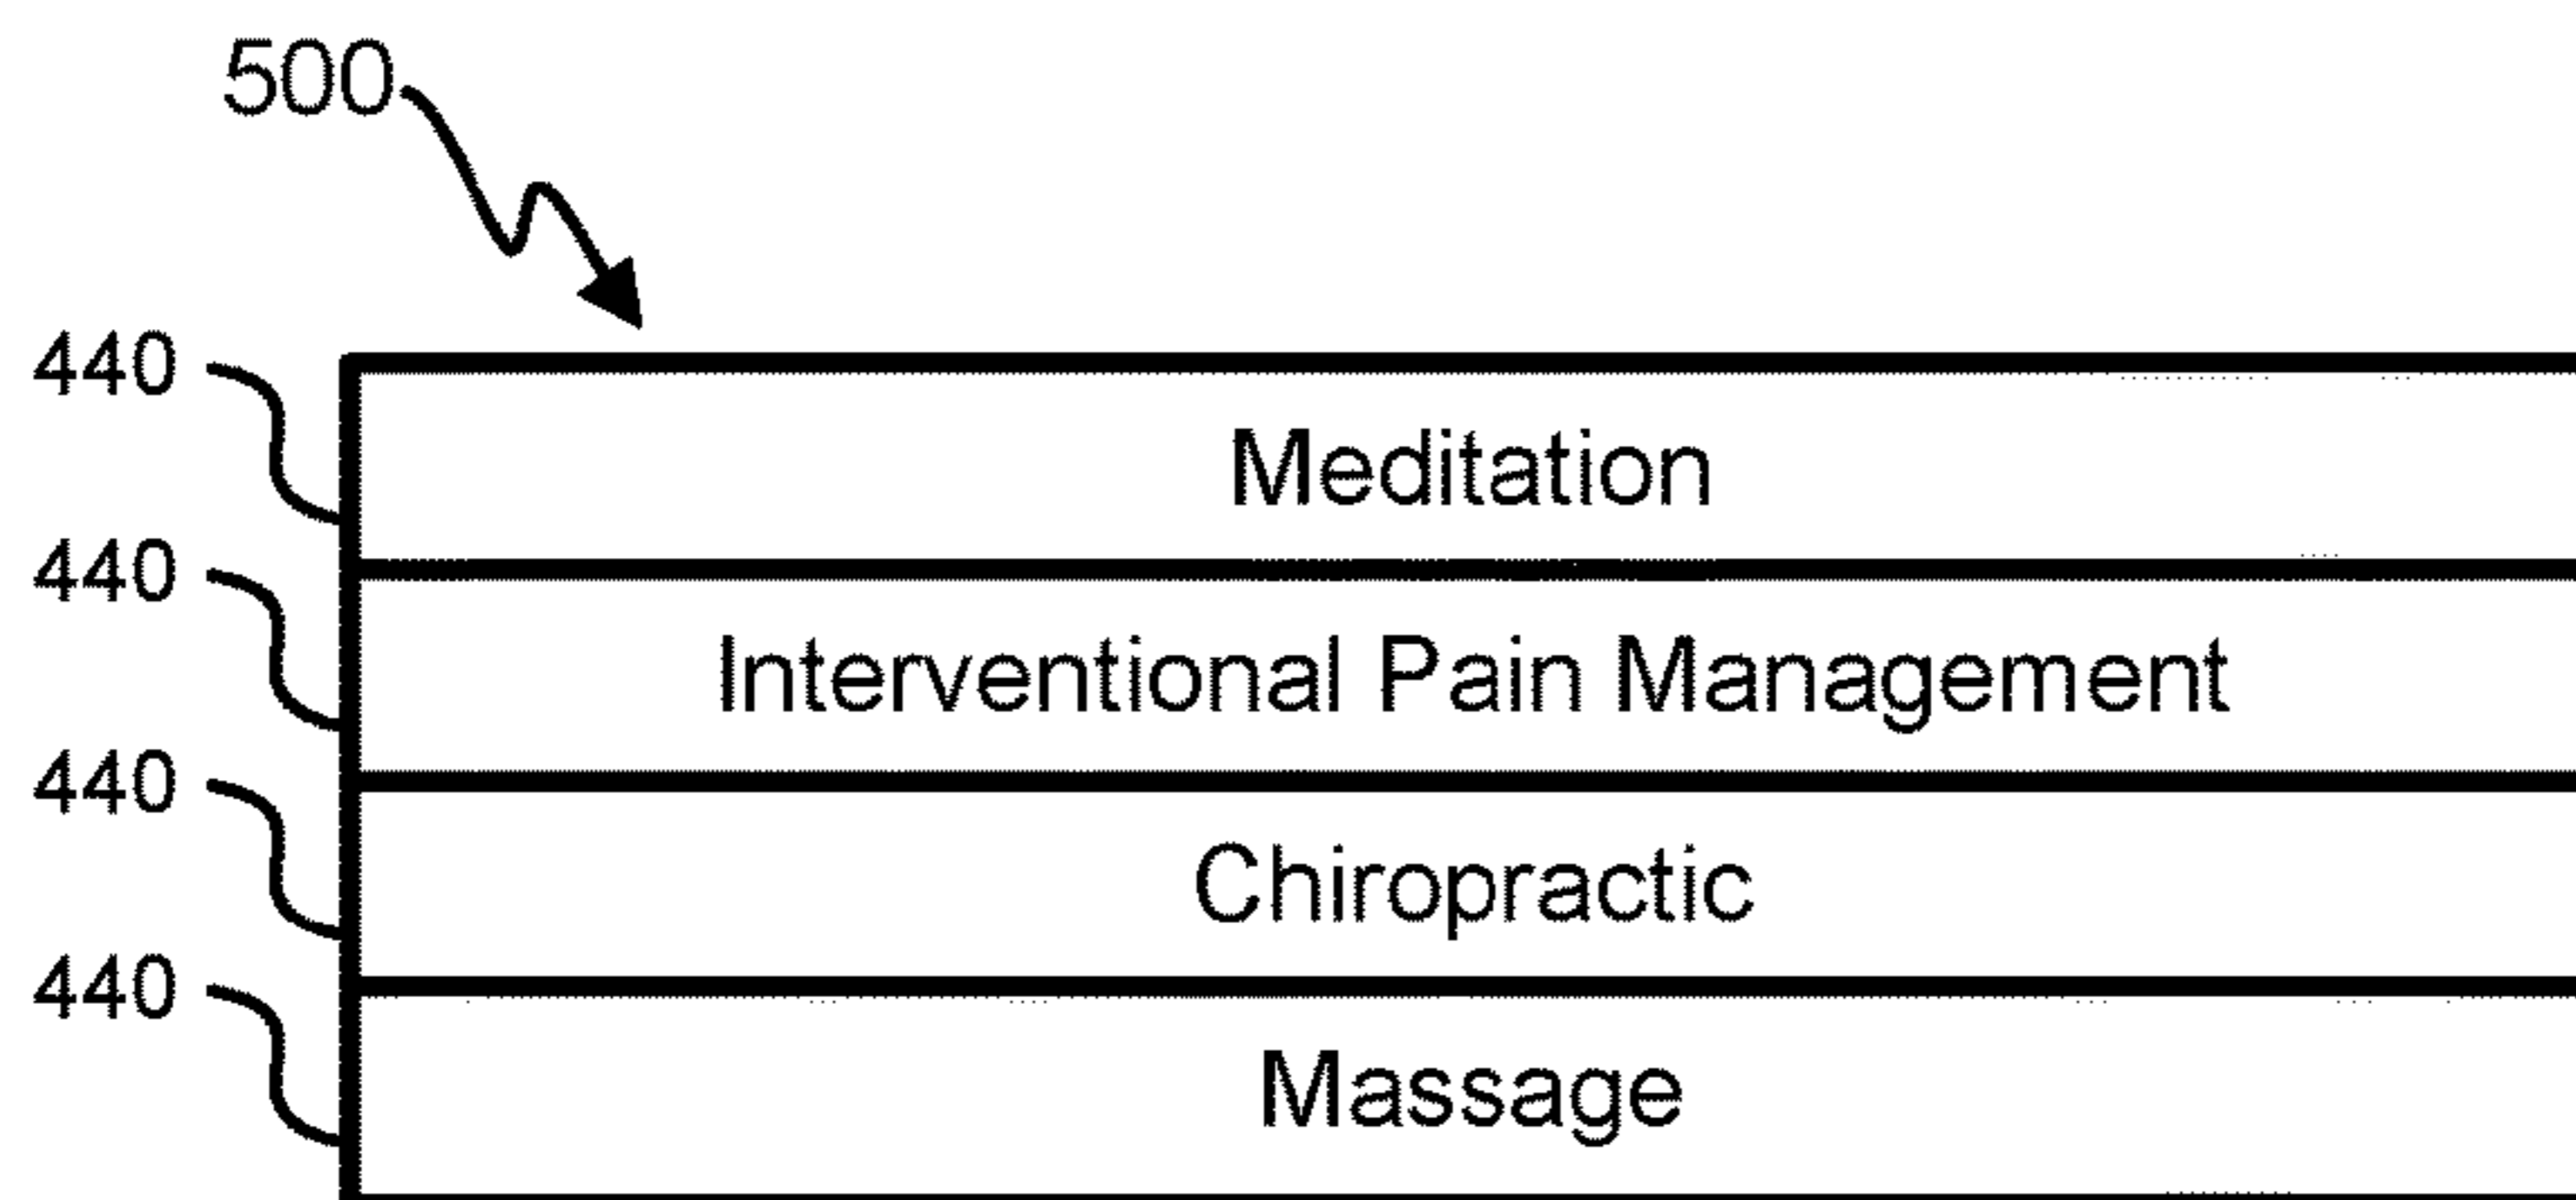 500
440
Meditation
440
Interventional Pain Management
440
Chiropractic
440
Massage